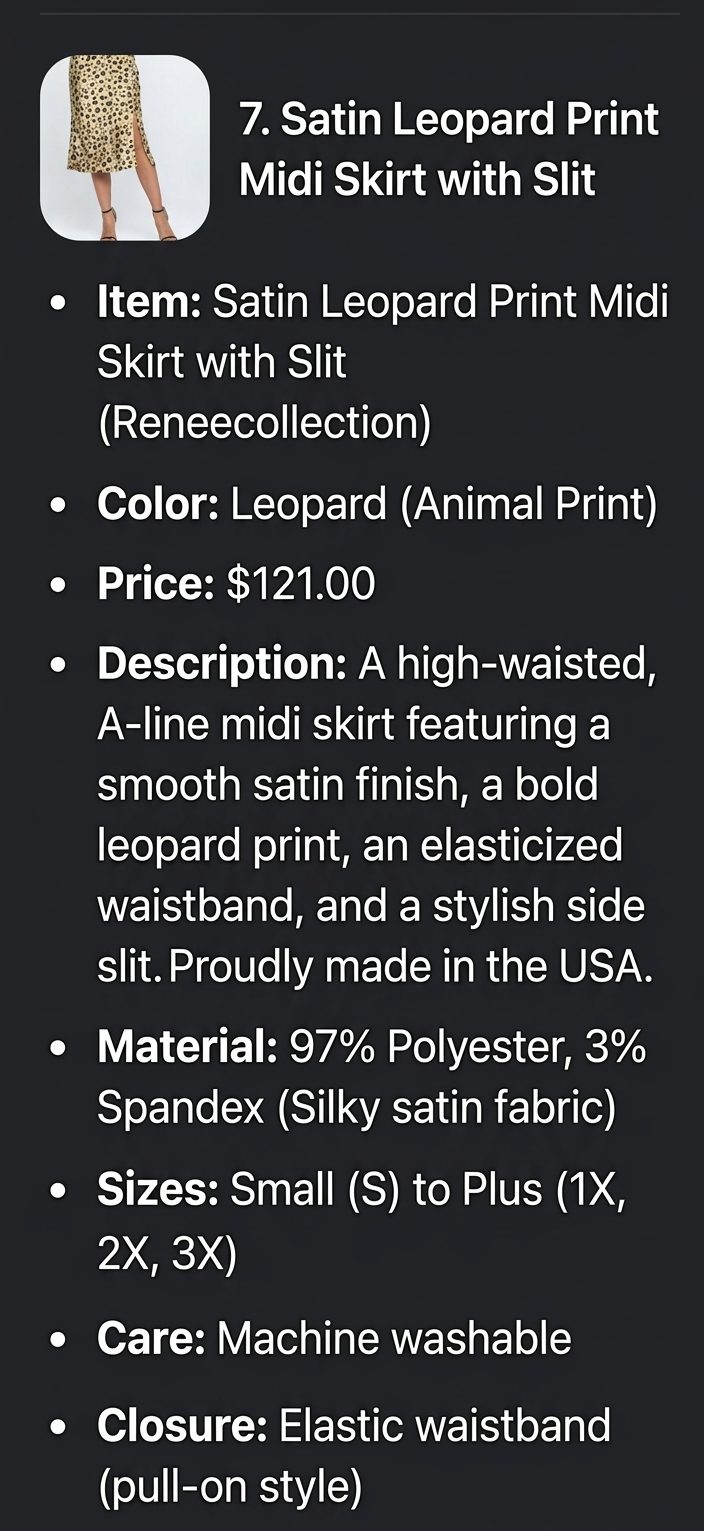 7. Satin Leopard Print
Midi Skirt with Slit
• Item: Satin Leopard Print Midi
Skirt with Slit
(Reneecollection)
• Color: Leopard (Animal Print)
• Price: $121.00
• Description: A high-waisted,
A-line midi skirt featuring a
smooth satin finish, a bold
leopard print, an elasticized
waistband, and a stylish side
slit. Proudly made in the USA.
• Material: 97% Polyester, 3%
Spandex (Silky satin fabric)
• Sizes: Small (S) to Plus (1X,
2X, 3X)
• Care: Machine washable
• Closure: Elastic waistband
(pull-on style)